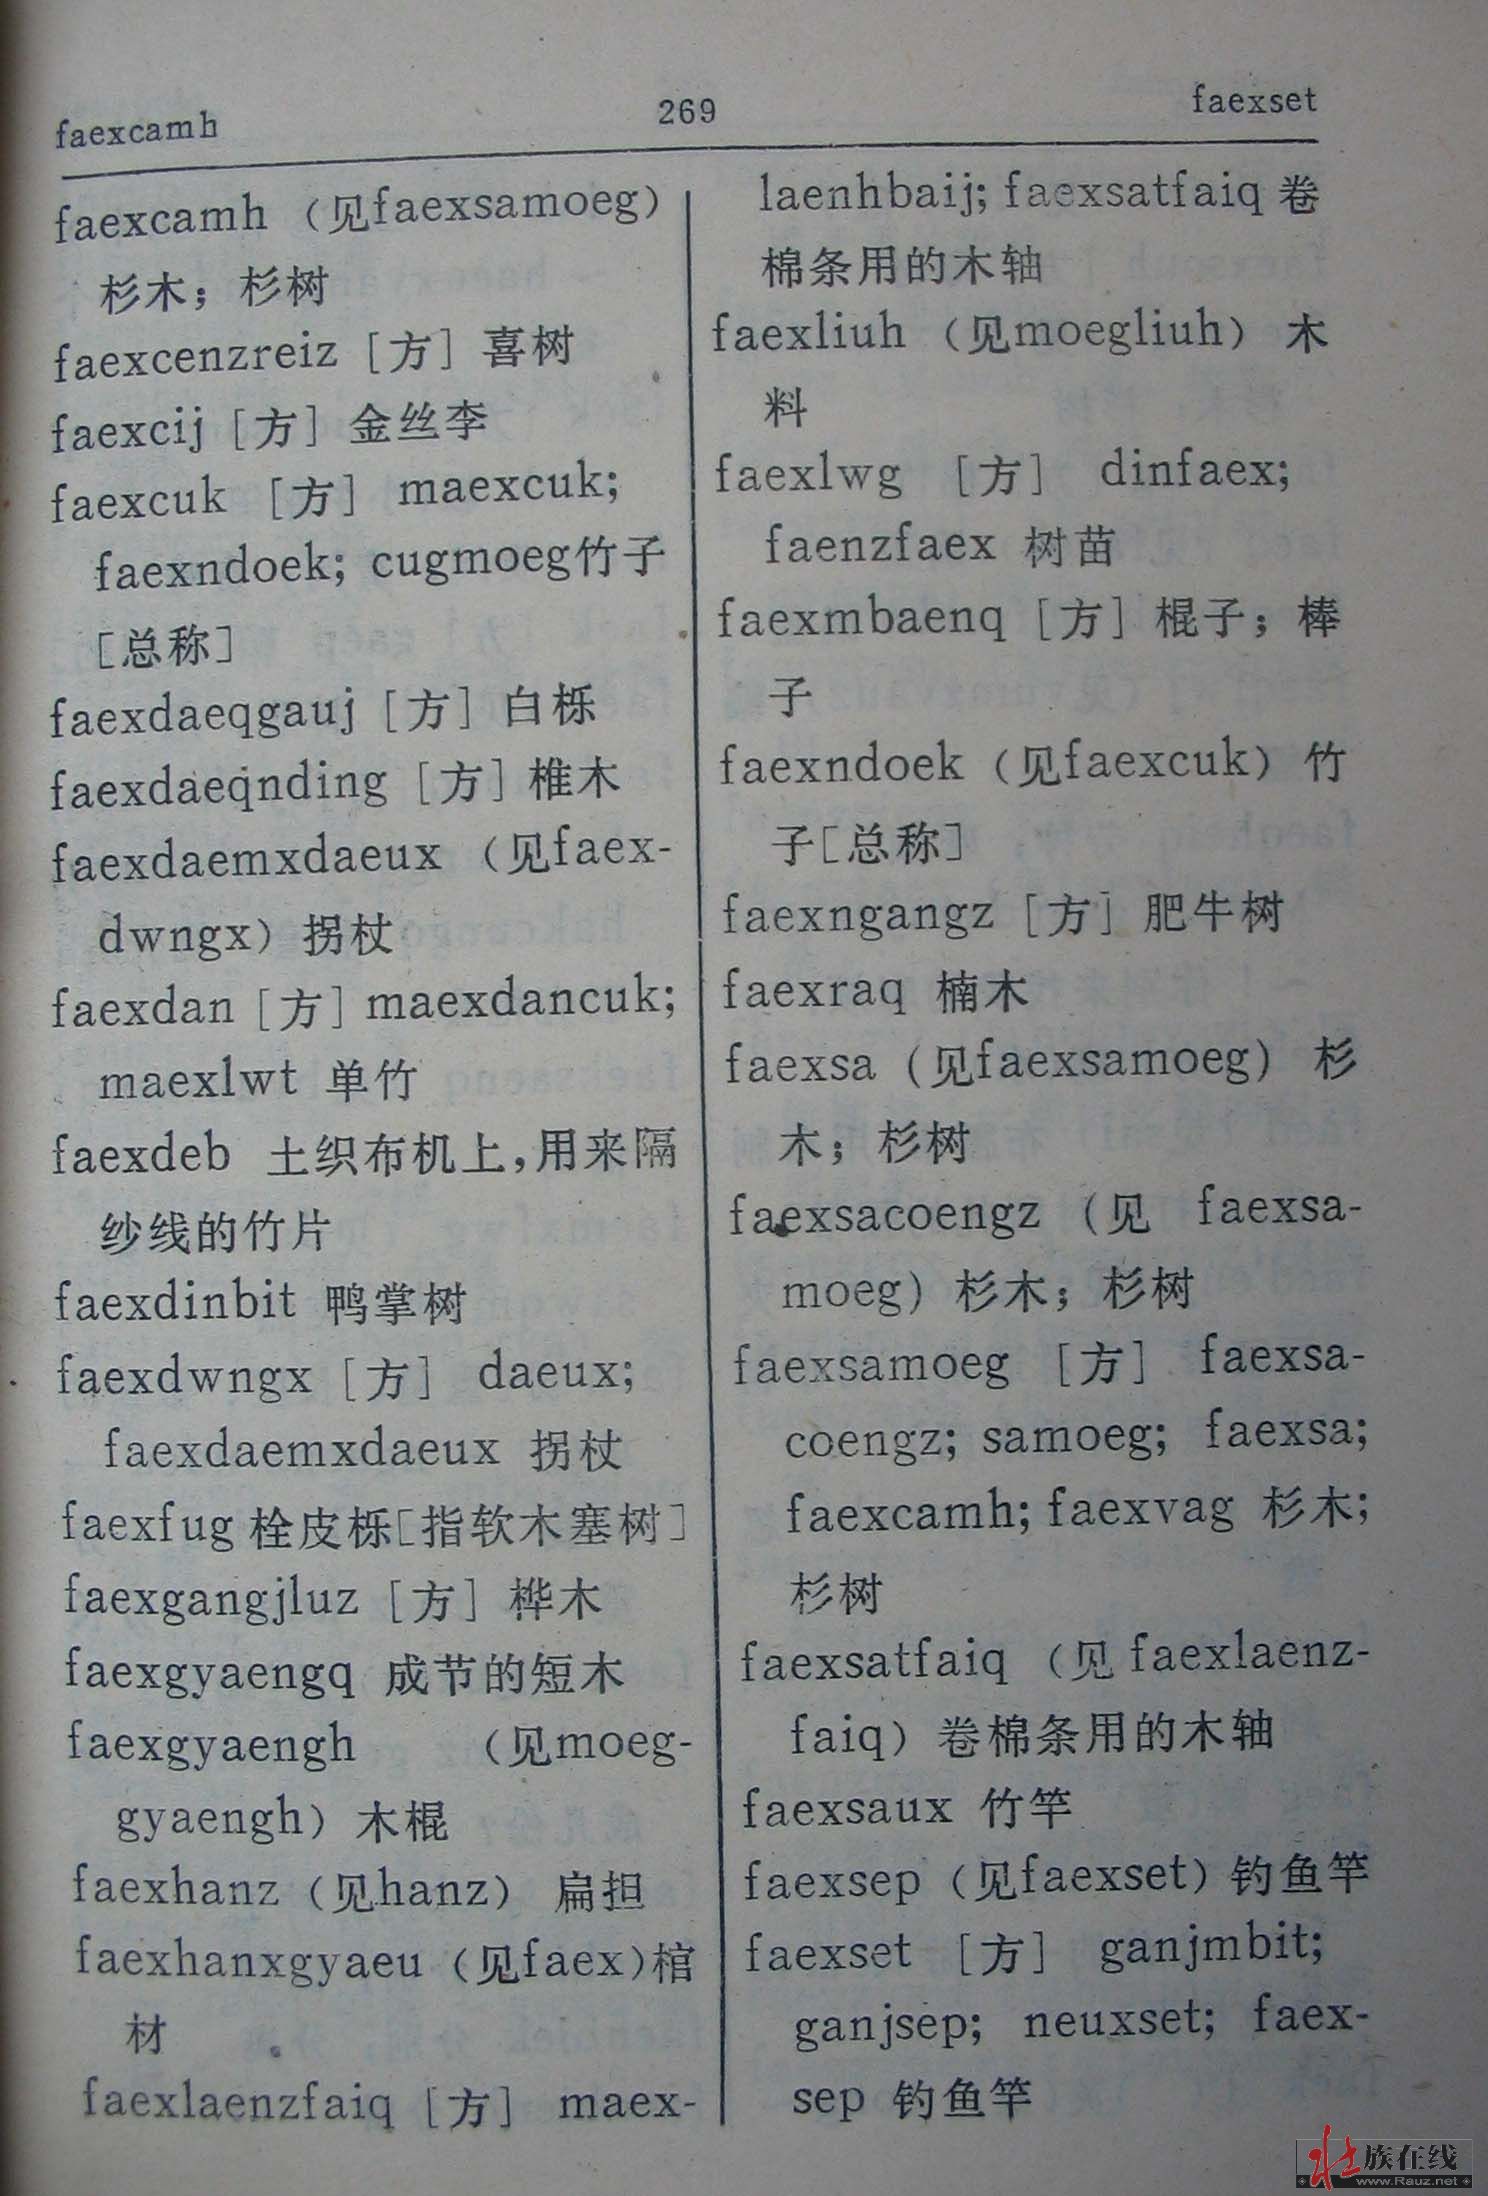 faexcamh 269 faexset
faexcamh （见faexsamoeg）
杉木；杉树
faexcenzreiz［方］喜树
faexcij［方］金丝李
faexcuk ［方］ maexcuk;
faexndoek; cugmoeg竹子
［总称］
faexdaeqgauj［方］白栎
faexdaeqnding［方］椎木
faexdaemxdaeux （见faex-
dwngx）拐杖
faexdan［方］maexdancuk;
maexlwt 单竹
faexdeb 土织布机上，用来隔
纱线的竹片
faexdinbit 鸭掌树
faexdwngx［方］ daeux;
faexdaemxdaeux 拐杖
faexfug栓皮栎［指软木塞树］
faexgangjluz［方］桦木
faexgyaengq 成节的短木
faexgyaengh （见moeg-
gyaengh）木棍
faexhanz（见hanz） 扁担
faexhanxgyaeu（见faex)棺
材
faexlaenzfaiq［方］ maex-
laenhbaij; faexsatfaiq 卷
棉条用的木轴
faexliuh （见moegliuh） 木
料
faexlwg ［方］ dinfaex;
faenzfaex 树苗
faexmbaenq［方］棍子；棒
子
faexndoek（见faexcuk）竹
子［总称］
faexngangz［方］肥牛树
faexraq 楠木
faexsa（见faexsamoeg） 杉
木；杉树
faexsacoengz （见 faexsa-
moeg）杉木；杉树
faexsamoeg ［方］ faexsa-
coengz; samoeg; faexsa;
faexcamh; faexvag 杉木；
杉树
faexsatfaiq （见 faexlaenz-
faiq）卷棉条用的木轴
faexsaux 竹竿
faexsep（见faexset）钓鱼竿
faexset ［方］ ganjmbit;
ganjsep; neuxset; faex-
sep 钓鱼竿
壮族在线
www.Rauz.net